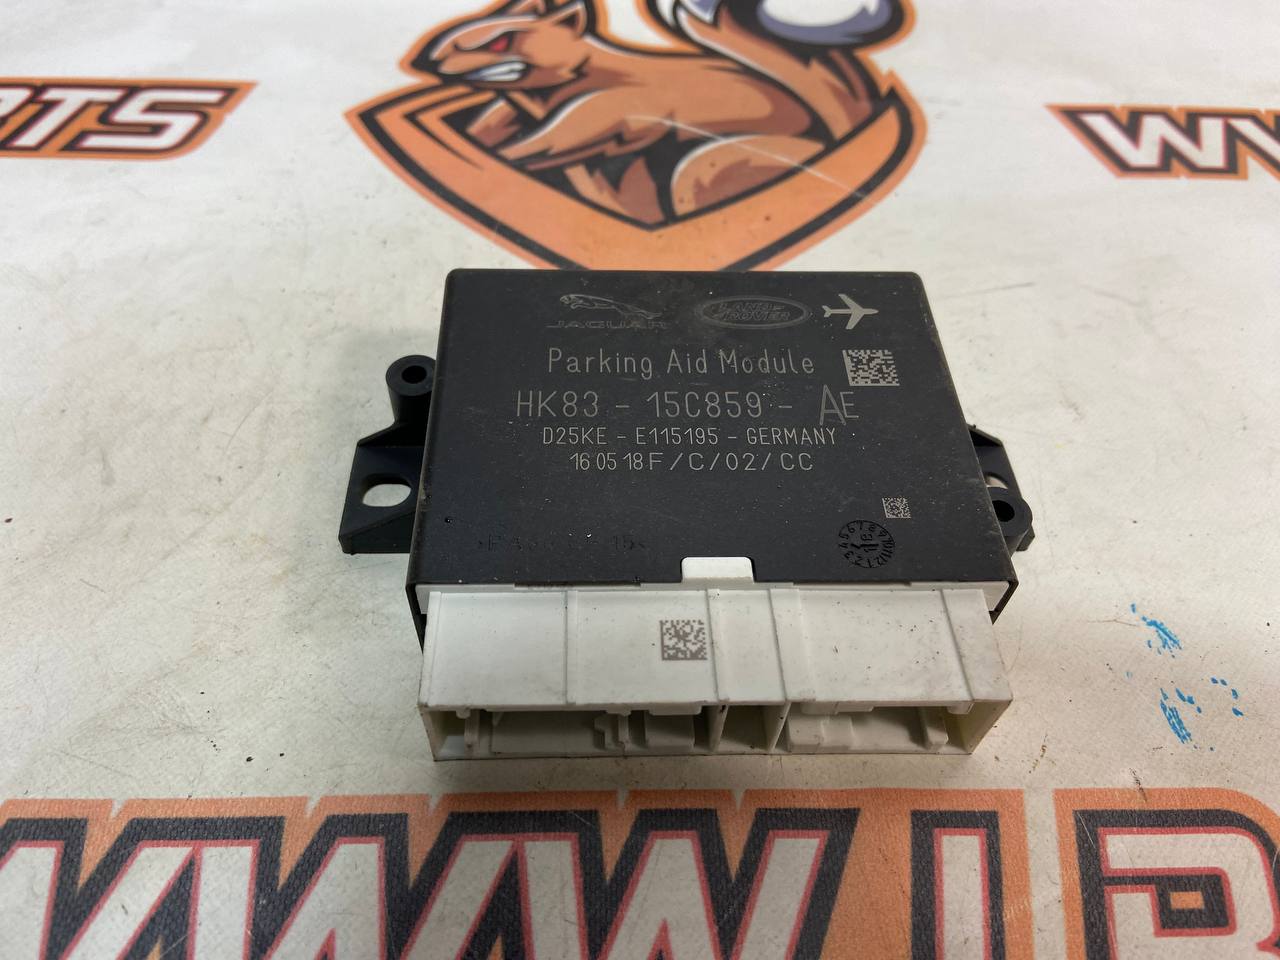 RTS
JAGUAR LAND-ROVER
Parking Aid Module
HK83 - 15C859 - AE
D25KE - E115195 - GERMANY
16 05 18 F/C/02/CC